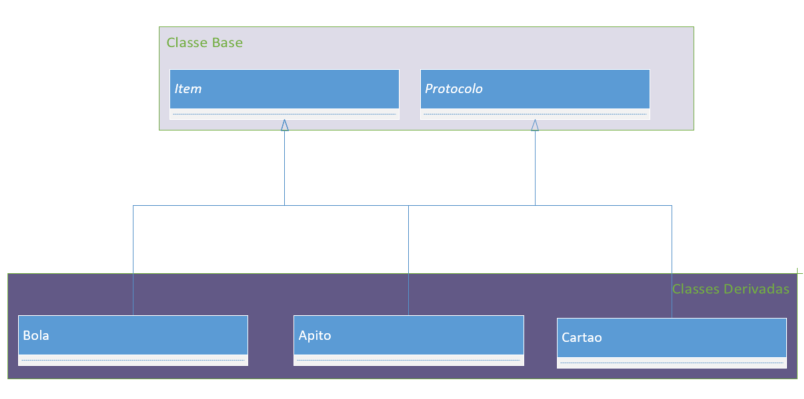 Classe Base
Item
Protocolo
Classes Derivadas
Bola
Apito
Cartao